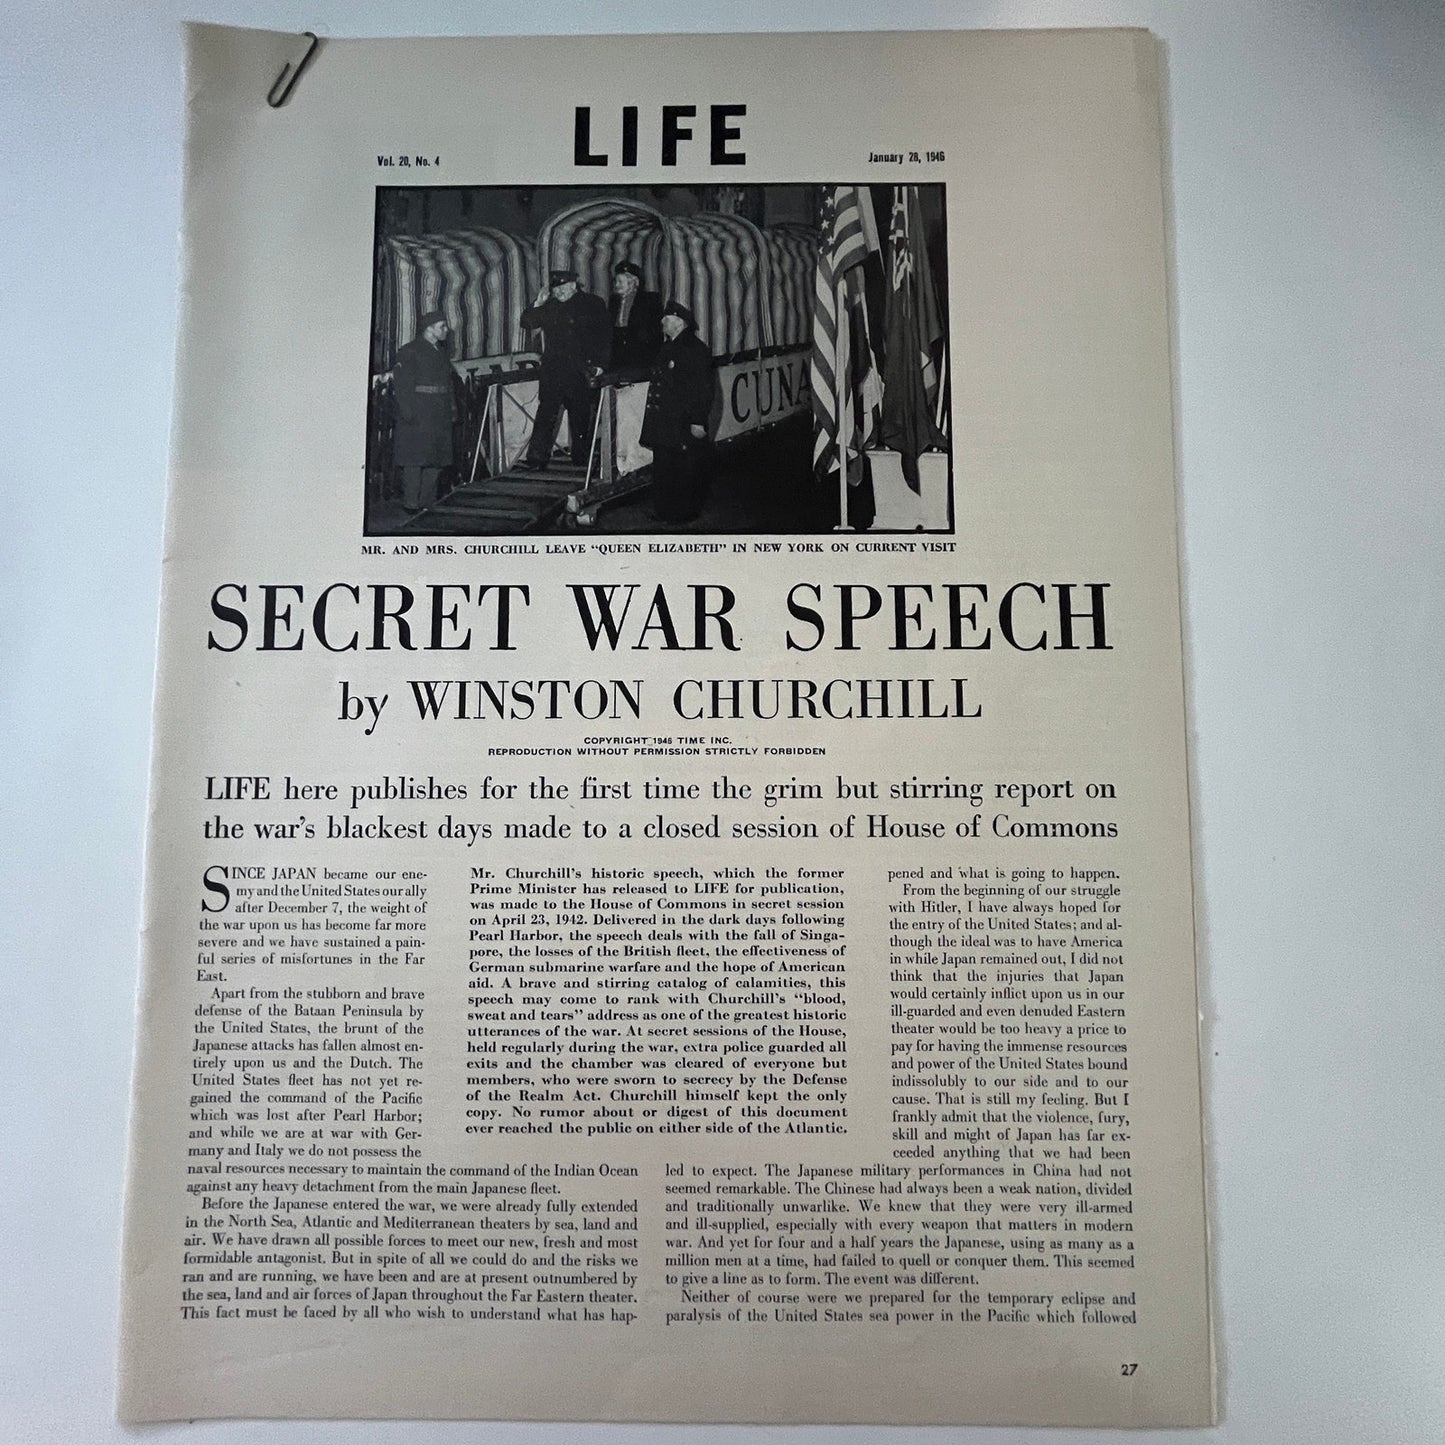 LIFE
Vol. 20, No. 4
January 28, 1946
CUNA
MR. AND MRS. CHURCHILL LEAVE “QUEEN ELIZABETH” IN NEW YORK ON CURRENT VISIT
SECRET WAR SPEECH
by WINSTON CHURCHILL
COPYRIGHT 1946 TIME INC.
REPRODUCTION WITHOUT PERMISSION STRICTLY FORBIDDEN
LIFE here publishes for the first time the grim but stirring report on
the war’s blackest days made to a closed session of House of Commons
SINCE JAPAN became our ene-
my and the United States our ally
after December 7, the weight of
the war upon us has become far more
severe and we have sustained a pain-
ful series of misfortunes in the Far
East.
Apart from the stubborn and brave
defense of the Bataan Peninsula by
the United States, the brunt of the
Japanese attacks has fallen almost en-
tirely upon us and the Dutch. The
United States fleet has not yet re-
gained the command of the Pacific
which was lost after Pearl Harbor;
and while we are at war with Ger-
many and Italy we do not possess the
naval resources necessary to maintain the command of the Indian Ocean
against any heavy detachment from the main Japanese fleet.
Before the Japanese entered the war, we were already fully extended
in the North Sea, Atlantic and Mediterranean theaters by sea, land and
air. We have drawn all possible forces to meet our new, fresh and most
formidable antagonist. But in spite of all we could do and the risks we
ran and are running, we have been and are at present outnumbered by
the sea, land and air forces of Japan throughout the Far Eastern theater.
This fact must be faced by all who wish to understand what has hap-
Mr. Churchill’s historic speech, which the former
Prime Minister has released to LIFE for publication,
was made to the House of Commons in secret session
on April 23, 1942. Delivered in the dark days following
Pearl Harbor, the speech deals with the fall of Singa-
pore, the losses of the British fleet, the effectiveness of
German submarine warfare and the hope of American
aid. A brave and stirring catalog of calamities, this
speech may come to rank with Churchill’s “blood,
sweat and tears” address as one of the greatest historic
utterances of the war. At secret sessions of the House,
held regularly during the war, extra police guarded all
exits and the chamber was cleared of everyone but
members, who were sworn to secrecy by the Defense
of the Realm Act. Churchill himself kept the only
copy. No rumor about or digest of this document
ever reached the public on either side of the Atlantic.
pened and what is going to happen.
From the beginning of our struggle
with Hitler, I have always hoped for
the entry of the United States; and al-
though the ideal was to have America
in while Japan remained out, I did not
think that the injuries that Japan
would certainly inflict upon us in our
ill-guarded and even denuded Eastern
theater would be too heavy a price to
pay for having the immense resources
and power of the United States bound
indissolubly to our side and to our
cause. That is still my feeling. But I
frankly admit that the violence, fury,
skill and might of Japan has far ex-
ceeded anything that we had been
led to expect. The Japanese military performances in China had not
seemed remarkable. The Chinese had always been a weak nation, divided
and traditionally unwarlike. We knew that they were very ill-armed
and ill-supplied, especially with every weapon that matters in modern
war. And yet for four and a half years the Japanese, using as many as a
million men at a time, had failed to quell or conquer them. This seemed
to give a line as to form. The event was different.
Neither of course were we prepared for the temporary eclipse and
paralysis of the United States sea power in the Pacific which followed
27